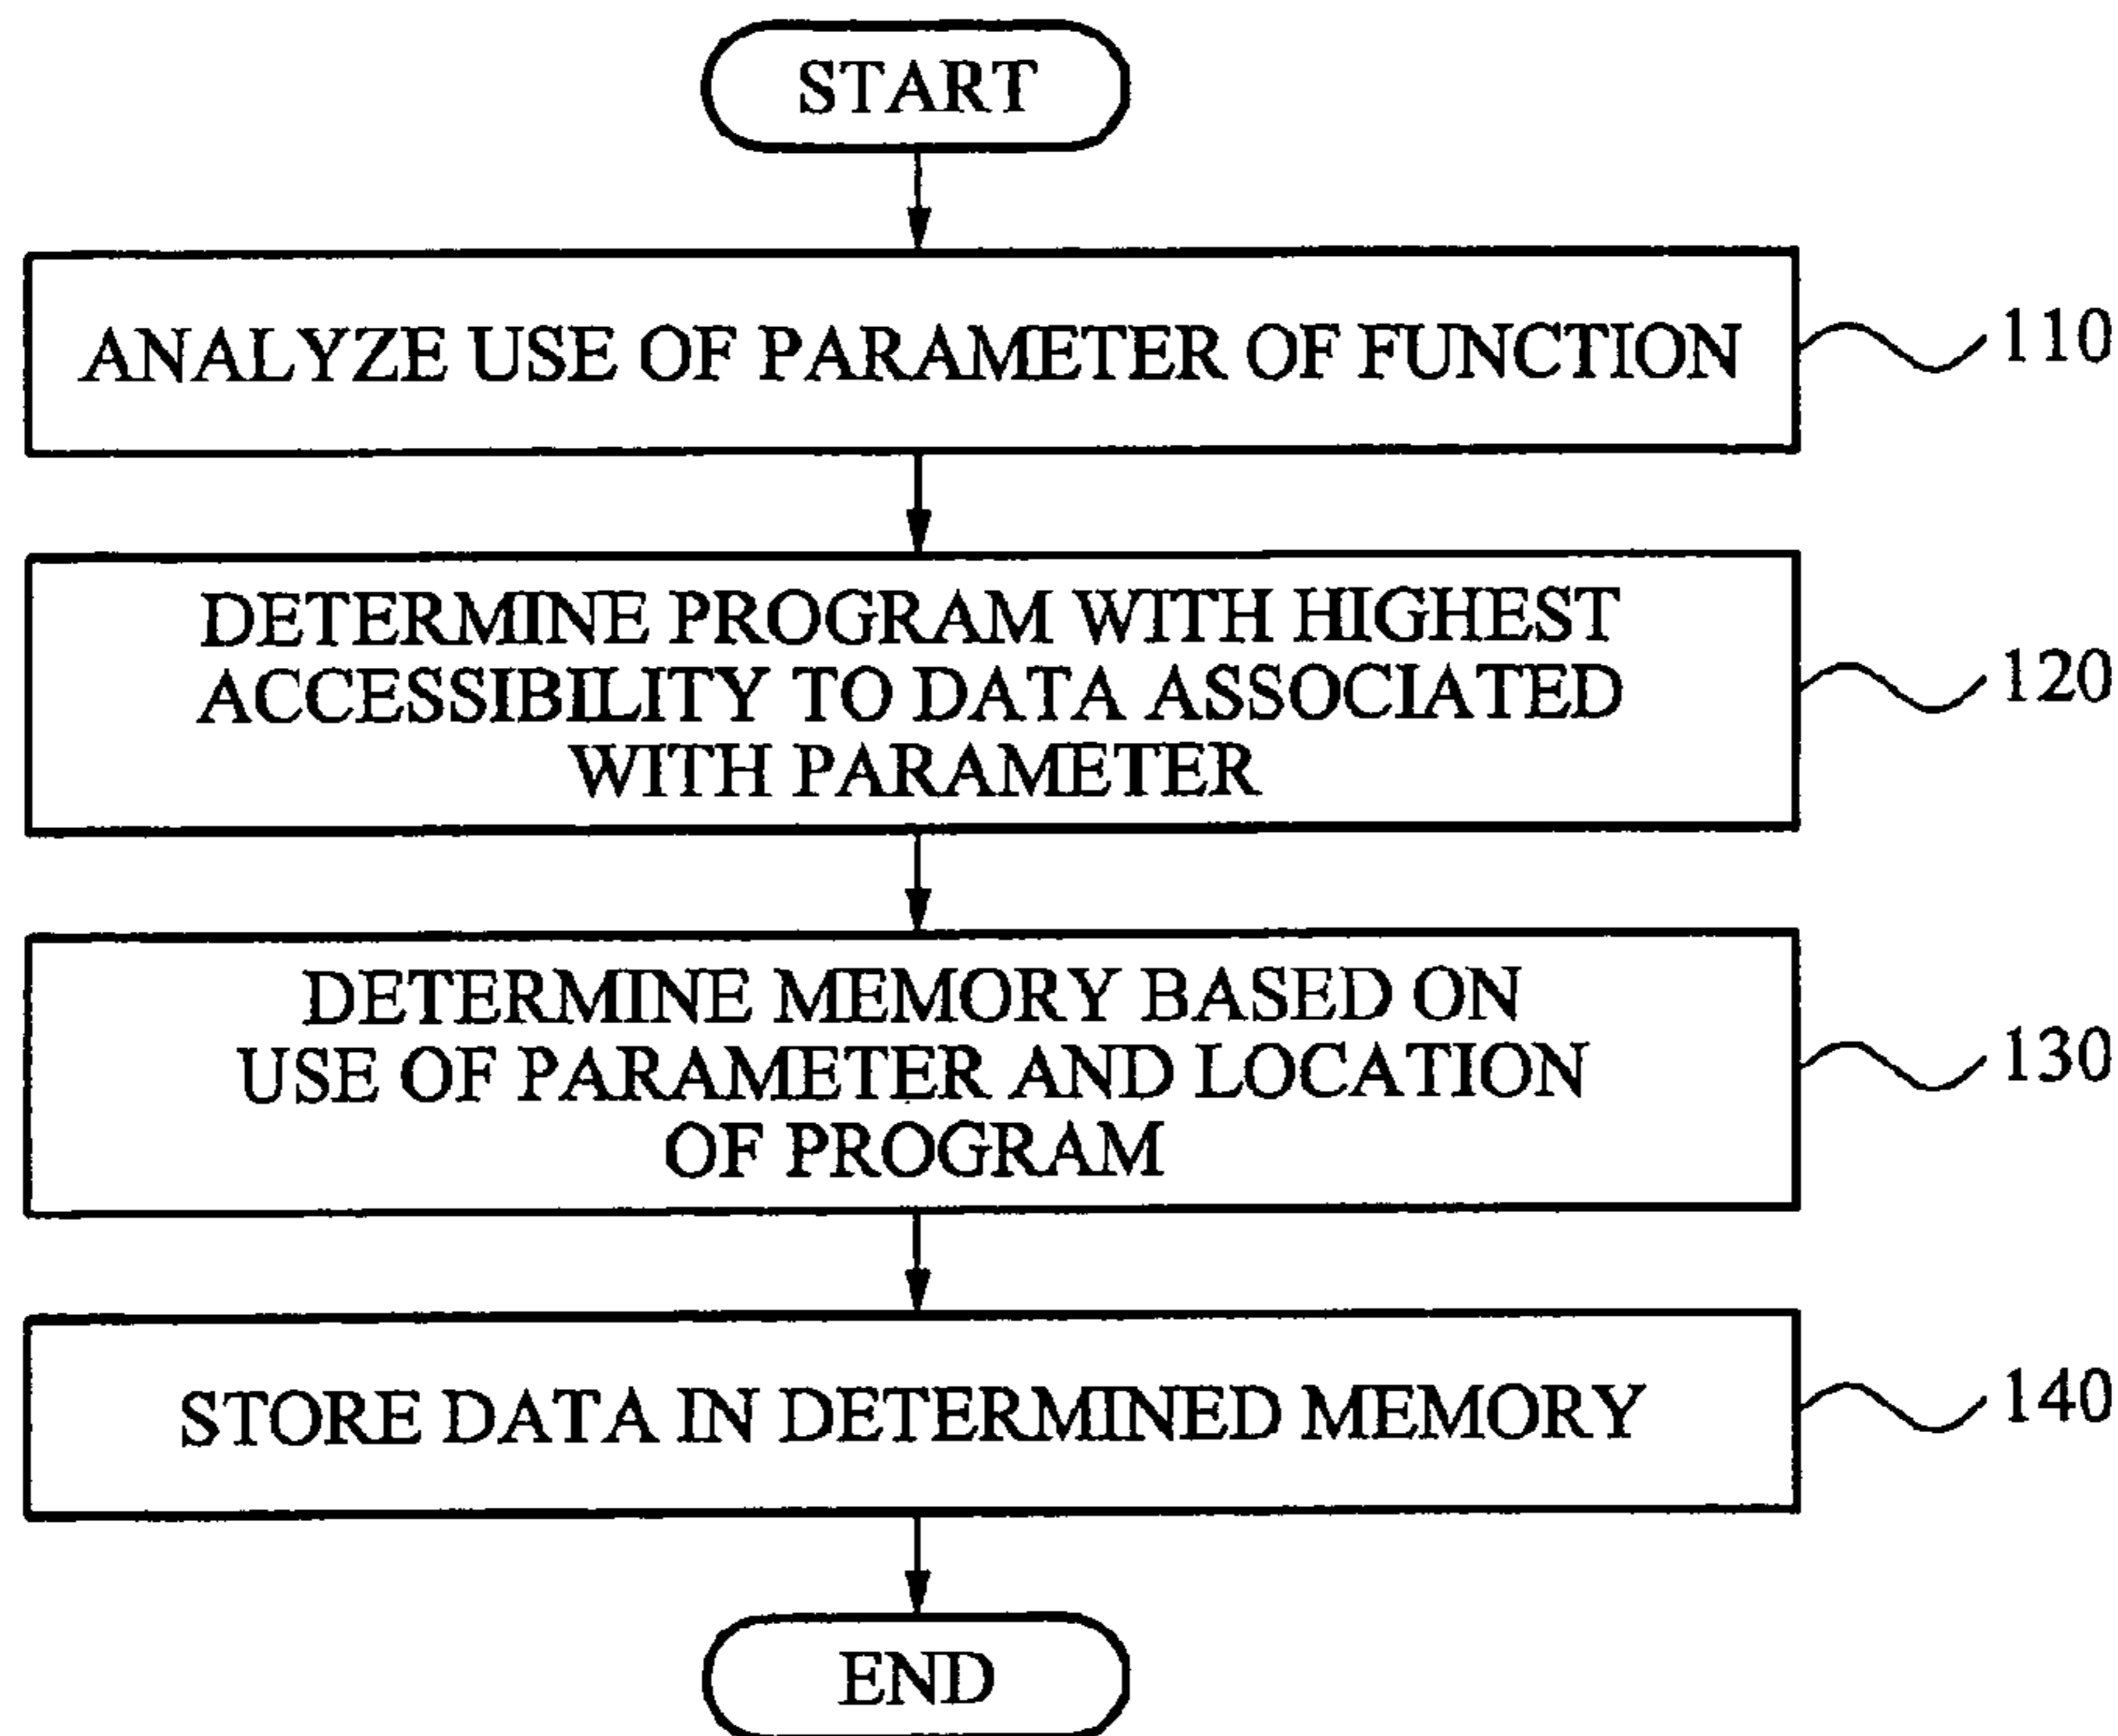 START
ANALYZE USE OF PARAMETER OF FUNCTION
110
DETERMINE PROGRAM WITH HIGHEST
ACCESSIBILITY TO DATA ASSOCIATED
WITH PARAMETER
120
DETERMINE MEMORY BASED ON
USE OF PARAMETER AND LOCATION
OF PROGRAM
130
STORE DATA IN DETERMINED MEMORY
140
END